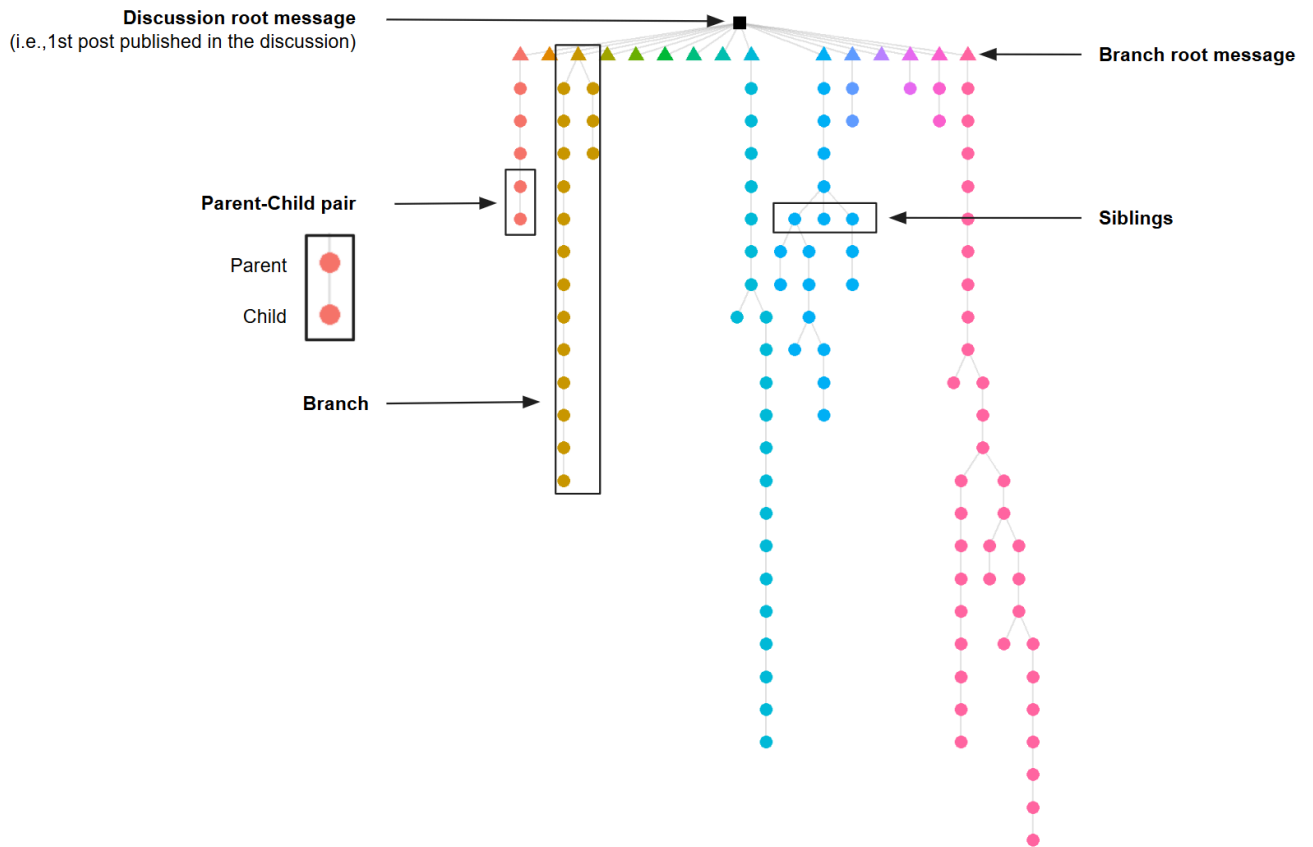 Discussion root message
(i.e.,1st post published in the discussion)
Branch root message
Parent-Child pair
Siblings
Parent
Child
Branch